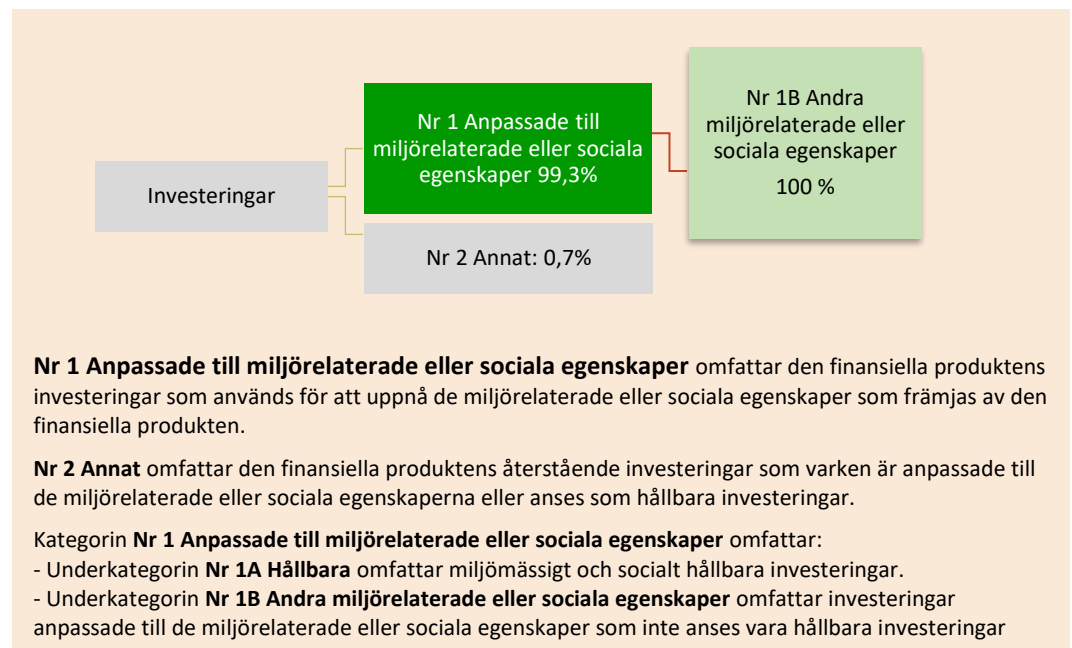 Investeringar
Nr 1 Anpassade till
miljörelaterade eller sociala
egenskaper 99,3%
Nr 2 Annat: 0,7%
Nr 1B Andra
miljörelaterade eller
sociala egenskaper
100 %
Nr 1 Anpassade till miljörelaterade eller sociala egenskaper omfattar den finansiella produktens
investeringar som används för att uppnå de miljörelaterade eller sociala egenskaper som främjas av den
finansiella produkten.
Nr 2 Annat omfattar den finansiella produktens återstående investeringar som varken är anpassade till
de miljörelaterade eller sociala egenskaperna eller anses som hållbara investeringar.
Kategorin Nr 1 Anpassade till miljörelaterade eller sociala egenskaper omfattar:
- Underkategorin Nr 1A Hållbara omfattar miljömässigt och socialt hållbara investeringar.
- Underkategorin Nr 1B Andra miljörelaterade eller sociala egenskaper omfattar investeringar
anpassade till de miljörelaterade eller sociala egenskaper som inte anses vara hållbara investeringar